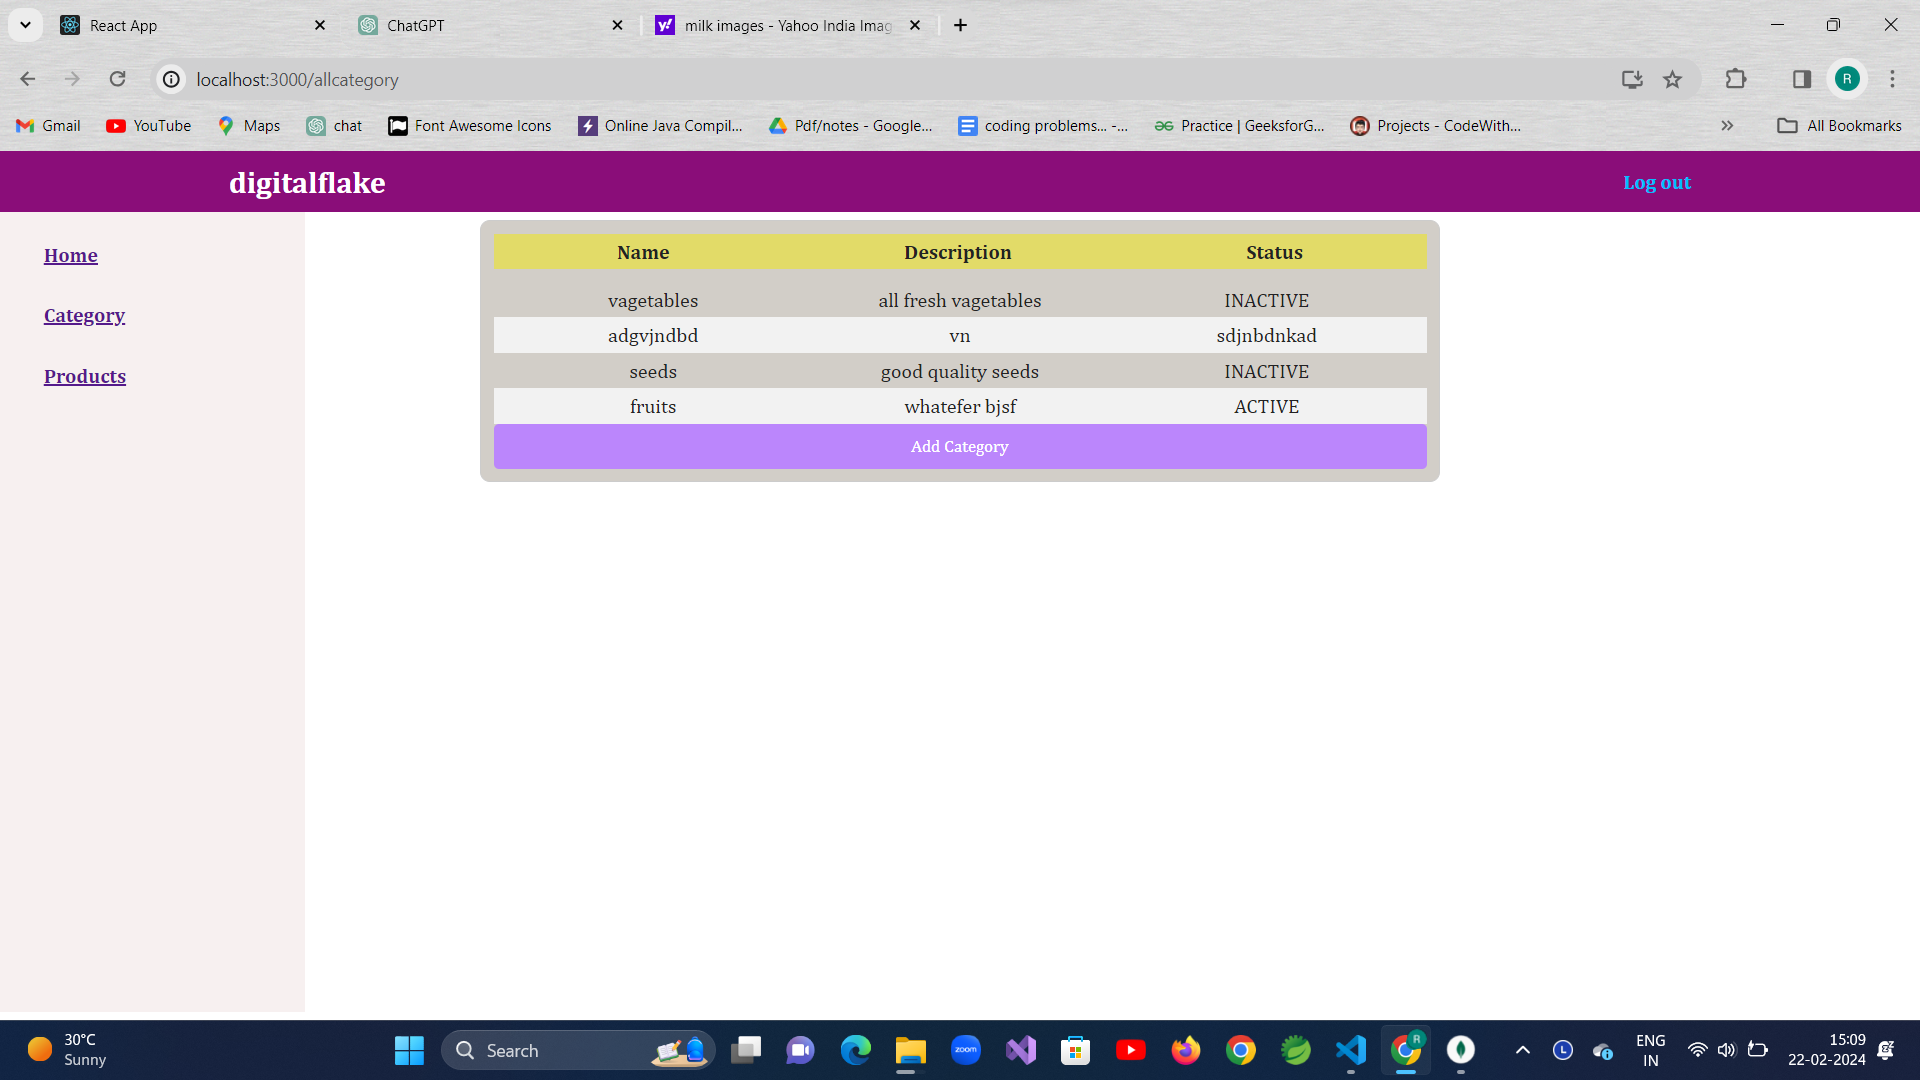 React App
ChatGPT
milk images - Yahoo India Imag
localhost:3000/allcategory
R
Gmail
YouTube
Maps
chat
Font Awesome Icons
Online Java Compil...
Pdf/notes - Google...
coding problems... -...
Practice | GeeksforG...
Projects - CodeWith...
All Bookmarks
digitalflake
Log out
Home
Category
Products
Name Description Status
vagetables all fresh vagetables INACTIVE
adgvjndbd vn sdjnbdnkad
seeds good quality seeds INACTIVE
fruits whatefer bjsf ACTIVE
Add Category
30°C
Sunny
Search
zoom
R
ENG
IN
15:09
22-02-2024